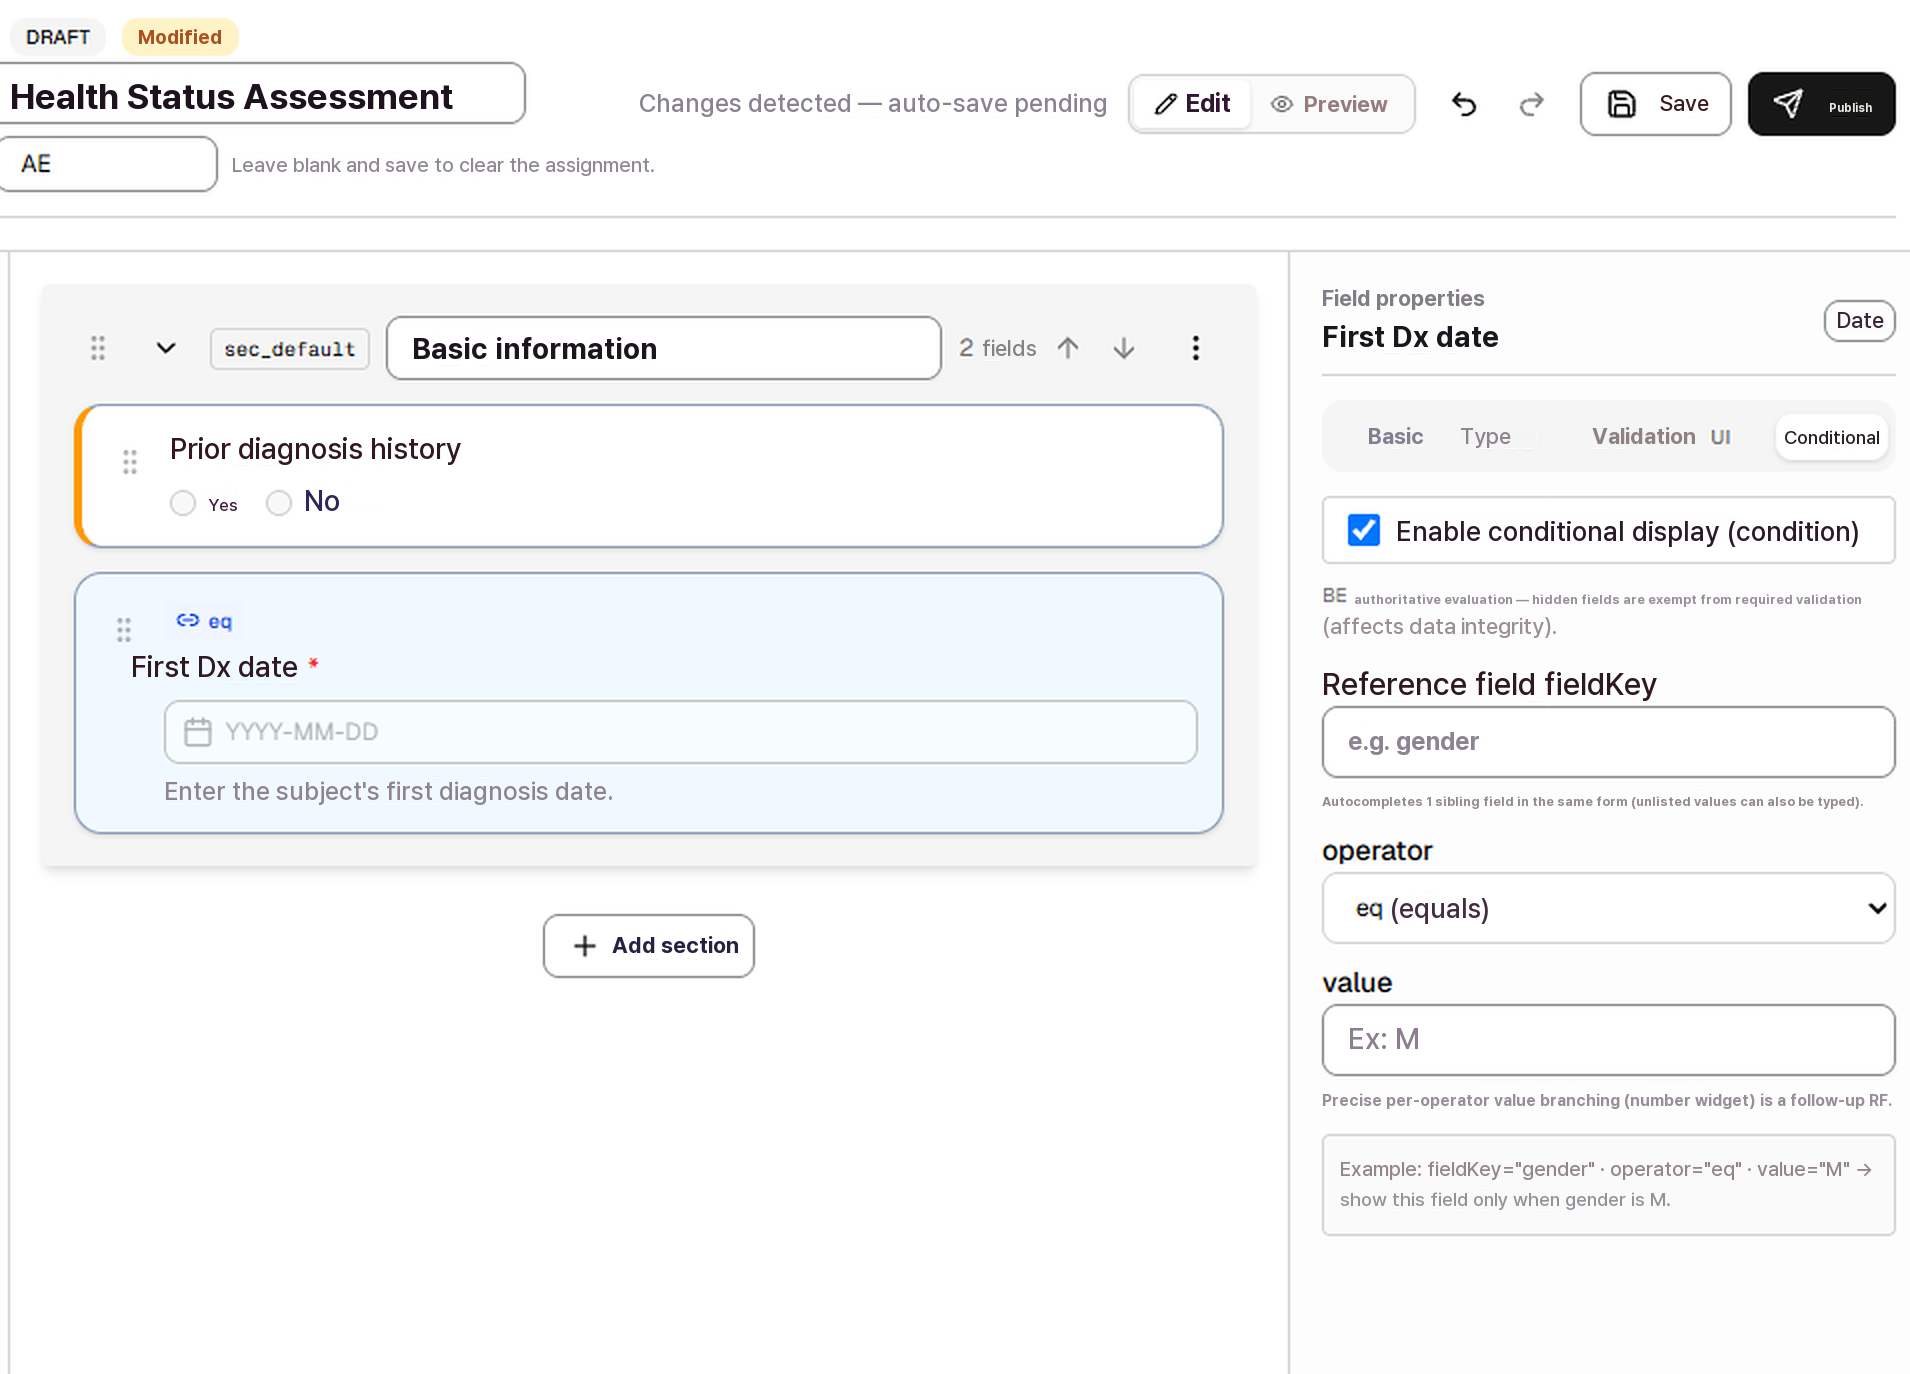 DRAFT Modified
Health Status Assessment
Changes detected — auto-save pending
Edit
Preview
Save
Publish
AE
Leave blank and save to clear the assignment.
sec_default
Basic information
2 fields
Prior diagnosis history
Yes
No
eq
First Dx date *
YYYY-MM-DD
Enter the subject's first diagnosis date.
Add section
Field properties
First Dx date
Date
Basic Type Validation UI Conditional
Enable conditional display (condition)
BE authoritative evaluation — hidden fields are exempt from required validation
(affects data integrity).
Reference field fieldKey
e.g. gender
Autocompletes 1 sibling field in the same form (unlisted values can also be typed).
operator
eq (equals)
value
Ex: M
Precise per-operator value branching (number widget) is a follow-up RF.
Example: fieldKey="gender" · operator="eq" · value="M" →
show this field only when gender is M.